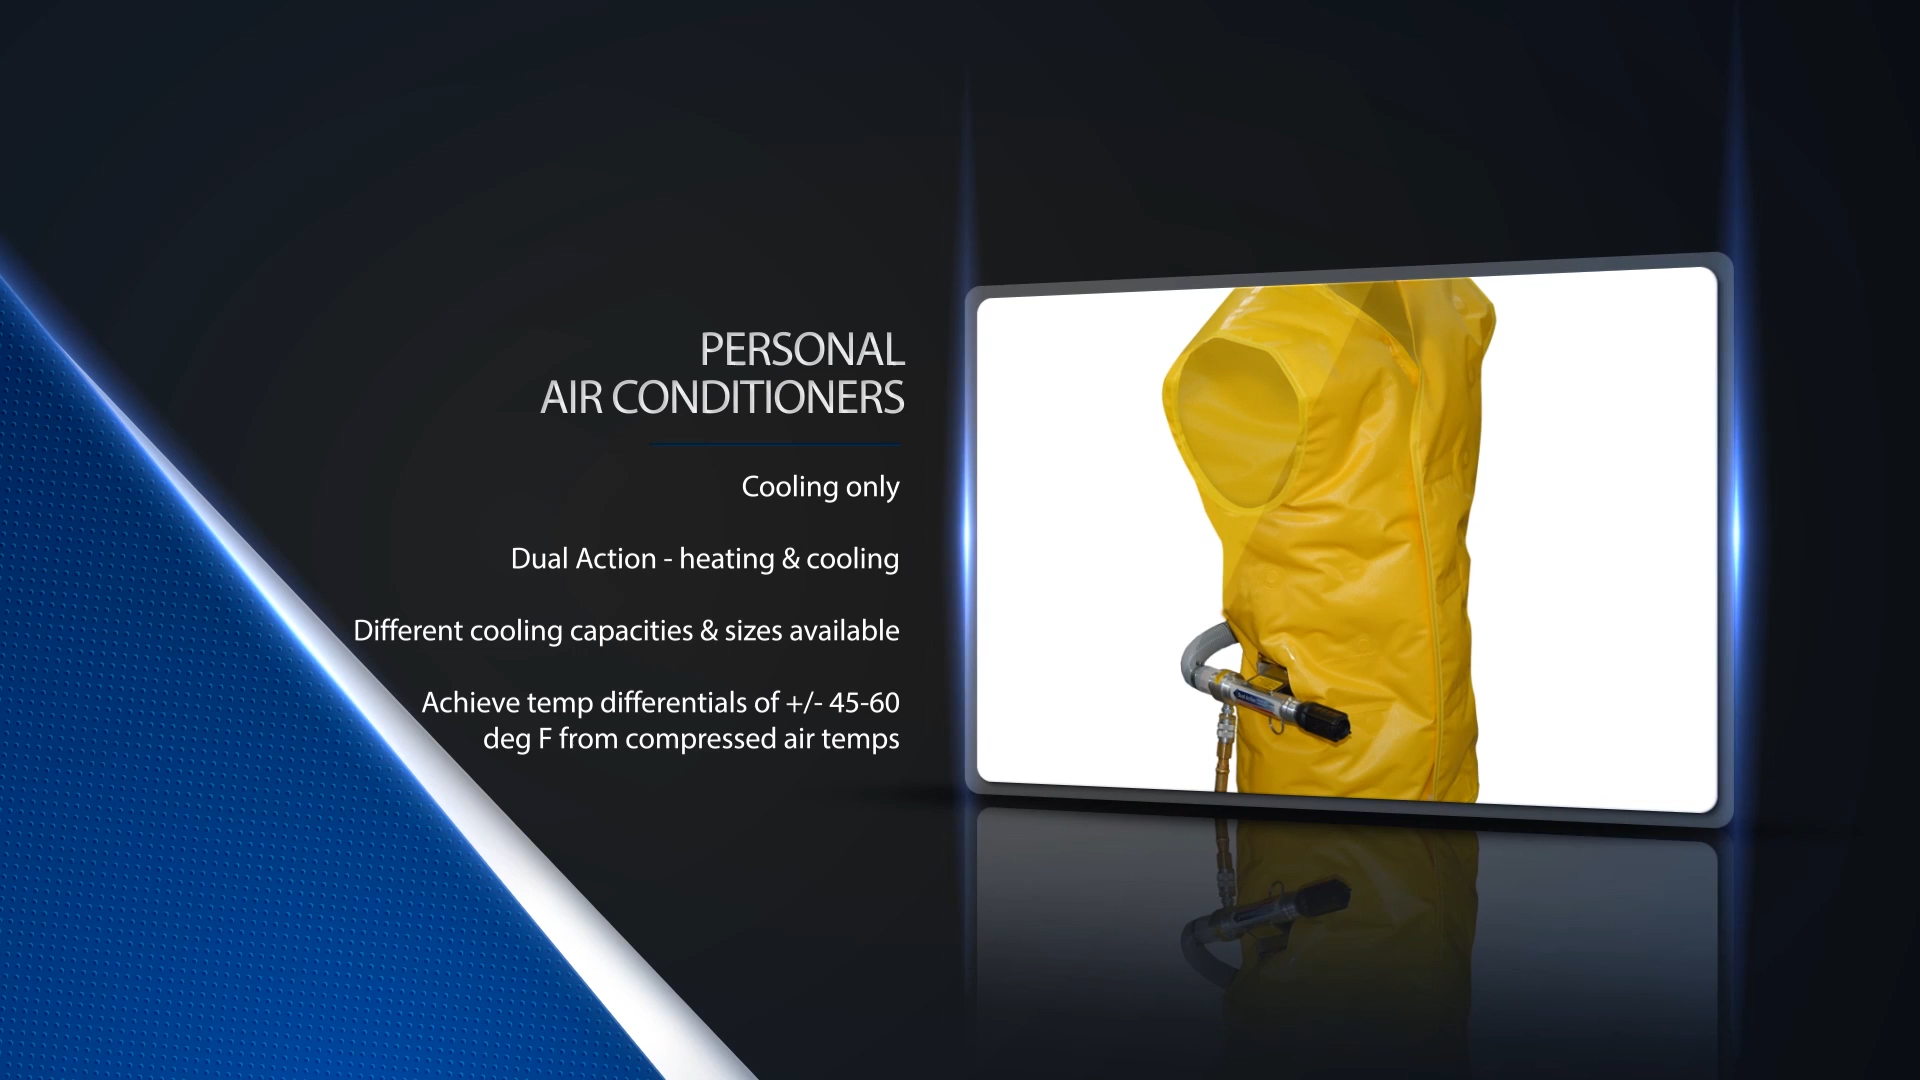 PERSONAL
AIR CONDITIONERS
Cooling only
Dual Action - heating & cooling
Different cooling capacities & sizes available
Achieve temp differentials of +/- 45-60
deg F from compressed air temps